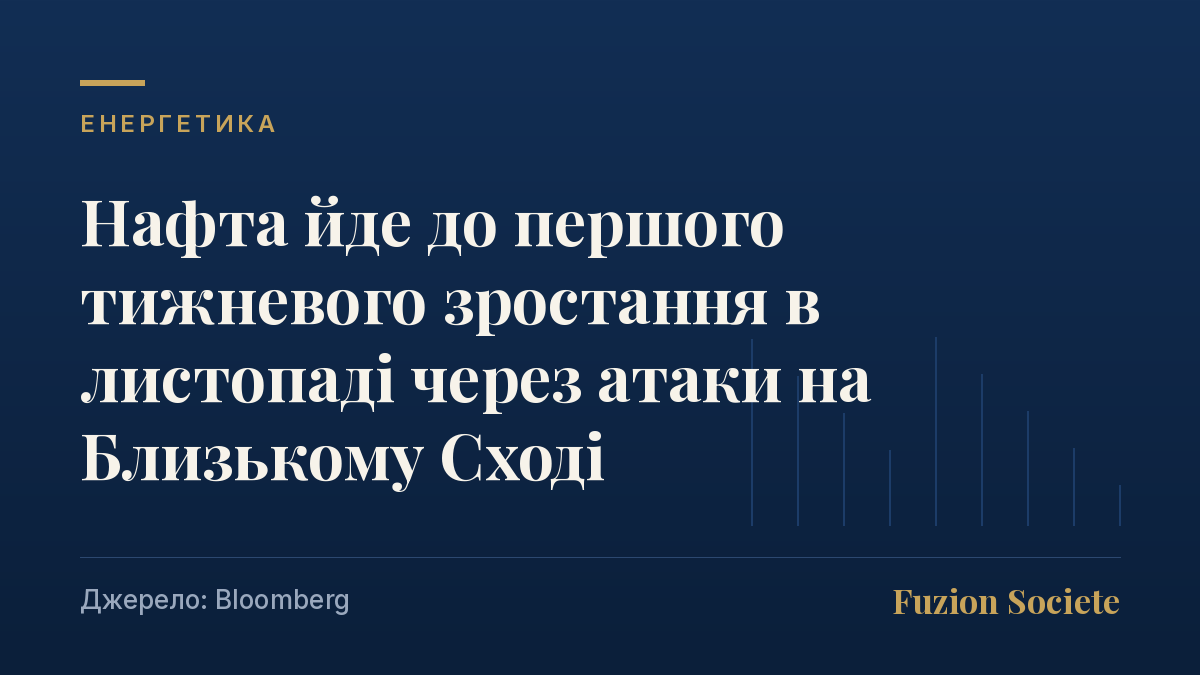 ЕНЕРГЕТИКА
Нафта йде до першого
тижневого зростання в
листопаді через атаки на
Близькому Сході
Джерело: Bloomberg
Fuzion Societe